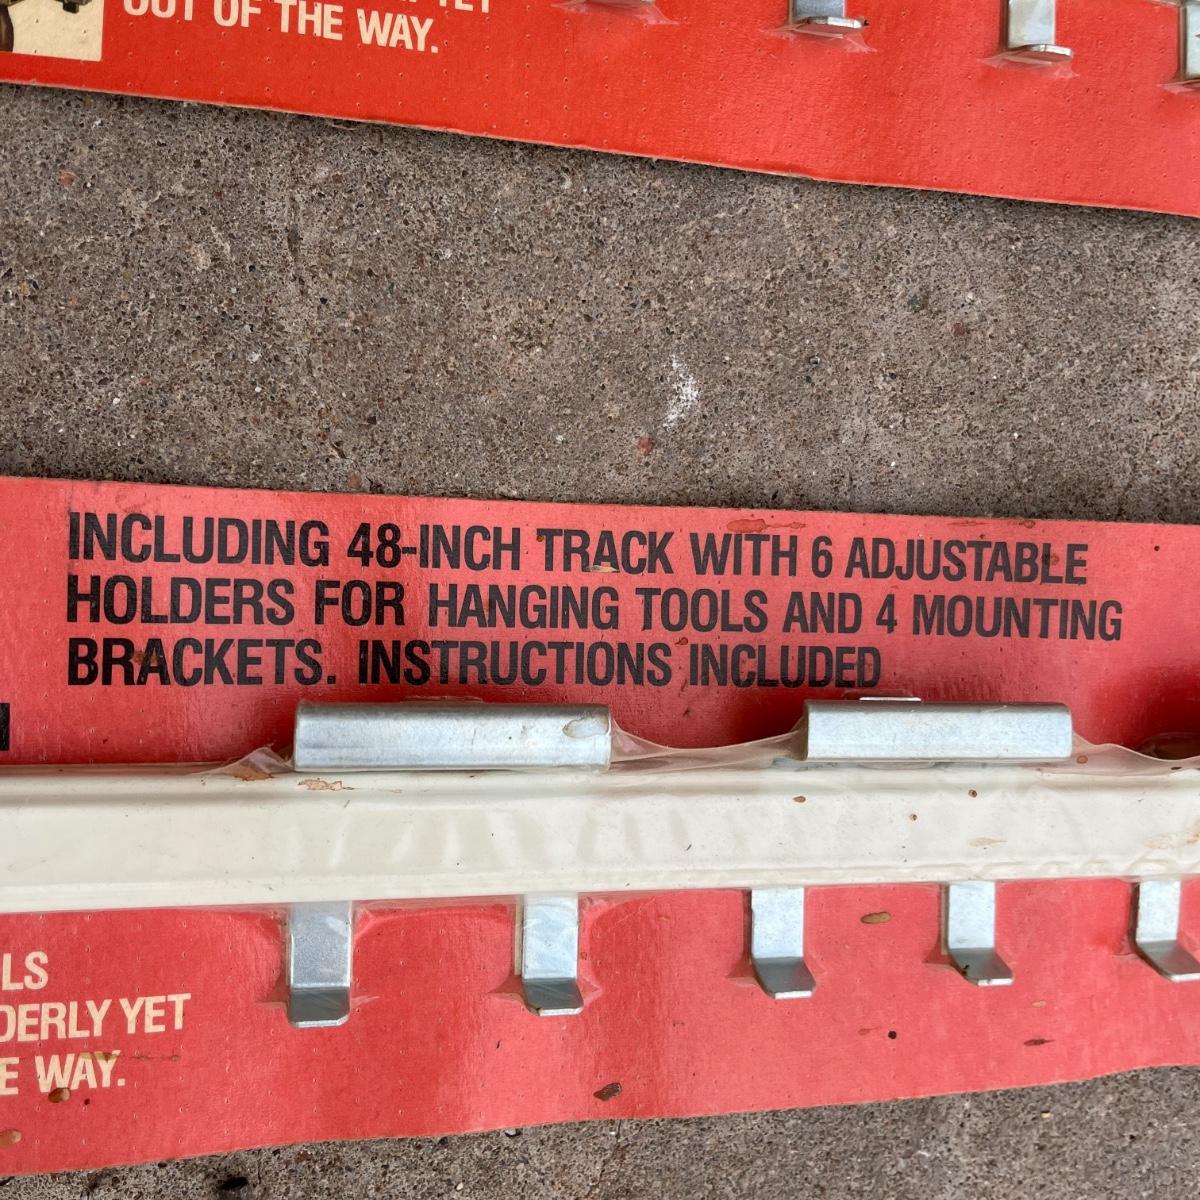 YET
OUT OF THE WAY.
INCLUDING 48-INCH TRACK WITH 6 ADJUSTABLE
HOLDERS FOR HANGING TOOLS AND 4 MOUNTING
BRACKETS. INSTRUCTIONS INCLUDED
LS
DERLY YET
E WAY.